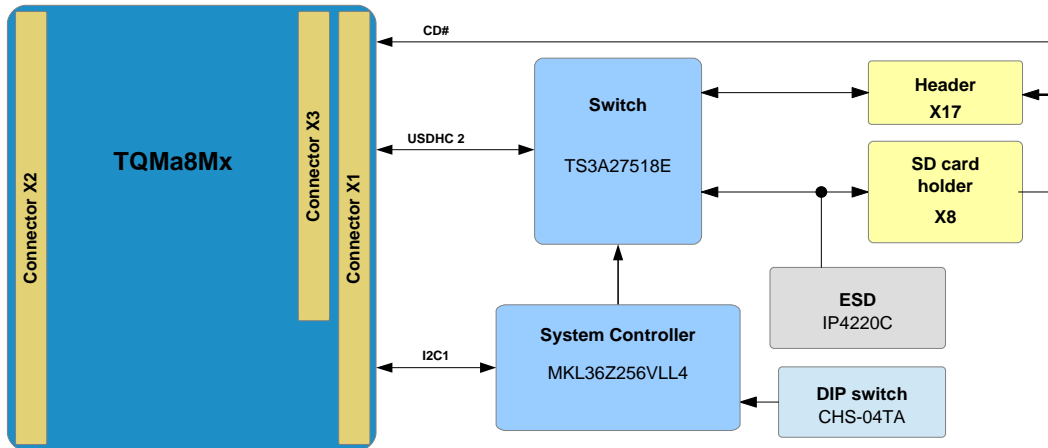 CD#
TQMa8Mx
Connector X2
Connector X3
Connector X1
USDHC 2
I2C1
Switch
TS3A27518E
System Controller
MKL36Z256VLL4
Header
X17
SD card
holder
X8
ESD
IP4220C
DIP switch
CHS-04TA